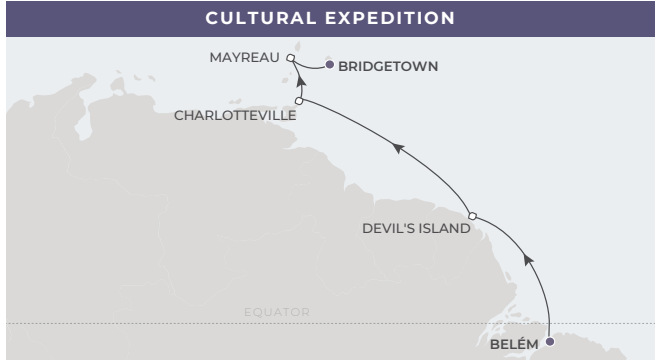 CULTURAL EXPEDITION
MAYREAU
BRIDGETOWN
CHARLOTTEVILLE
DEVIL'S ISLAND
EQUATOR
BELÉM